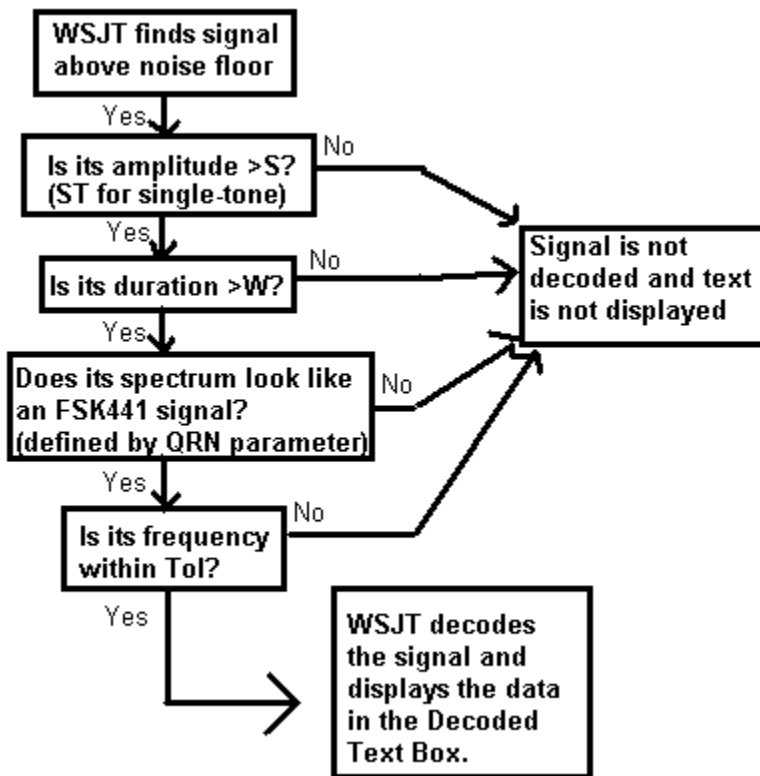 WSJT finds signal
above noise floor
Yes
Is its amplitude >S?
(ST for single-tone)
No
Yes
Is its duration >W?
No
Signal is not
decoded and text
is not displayed
Yes
Does its spectrum look like
an FSK441 signal?
(defined by QRN parameter)
No
Yes
Is its frequency
within Tol?
No
Yes
WSJT decodes
the signal and
displays the data
in the Decoded
Text Box.